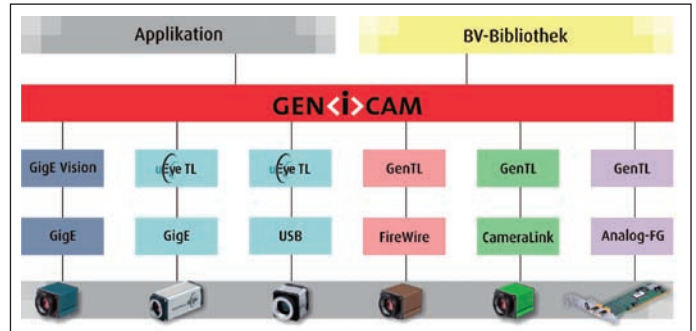 Applikation
BV-Bibliothek
GEN<i>CAM
GigE Vision
uEye TL
uEye TL
GenTL
GenTL
GenTL
GigE
GigE
USB
FireWire
CameraLink
Analog-FG